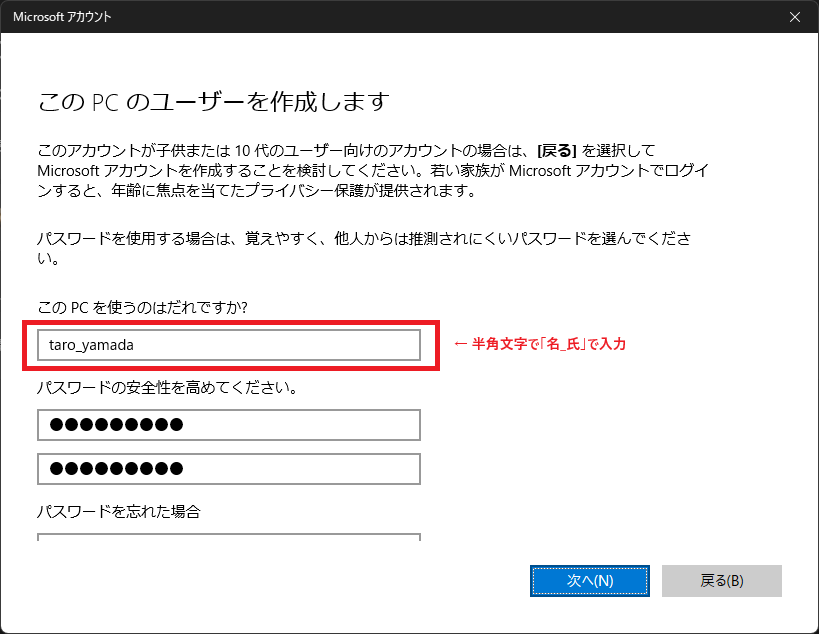 Microsoft アカウント
この PC のユーザーを作成します
このアカウントが子供または 10 代のユーザー向けのアカウントの場合は、[戻る] を選択して
Microsoft アカウントを作成することを検討してください。若い家族が Microsoft アカウントでログイ
ンすると、年齢に焦点を当てたプライバシー保護が提供されます。
パスワードを使用する場合は、覚えやすく、他人からは推測されにくいパスワードを選んでくださ
い。
この PC を使うのはだれですか?
taro_yamada
← 半角文字で「名_氏」で入力
パスワードの安全性を高めてください。
●●●●●●●●●
●●●●●●●●●
パスワードを忘れた場合
次へ(N)
戻る(B)